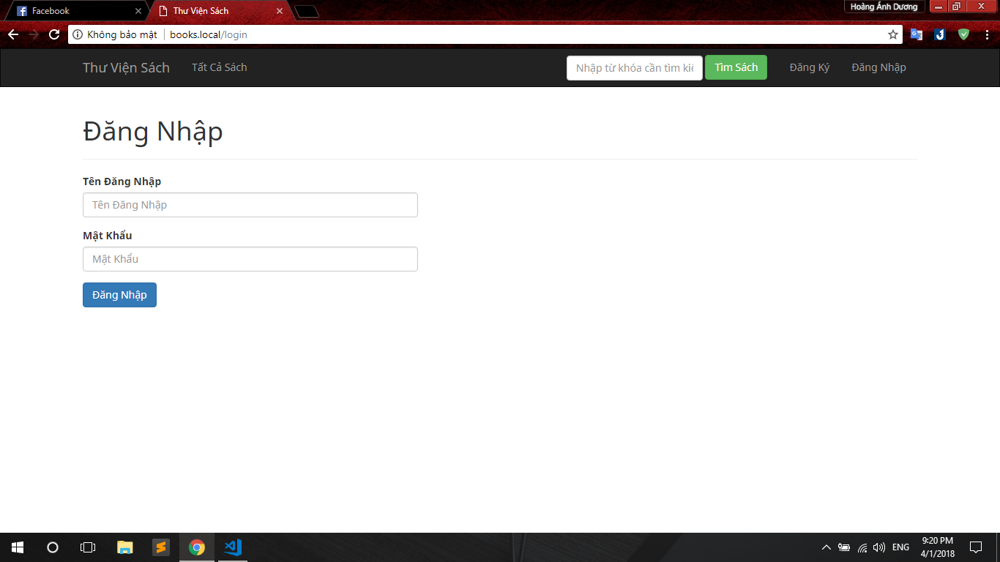 Facebook
Thư Viện Sách
Hoàng Ánh Dương
Không bảo mật
books.local/login
Thư Viện Sách
Tất Cả Sách
Nhập từ khóa cần tìm kiế
Tìm Sách
Đăng Ký
Đăng Nhập
Đăng Nhập
Tên Đăng Nhập
Tên Đăng Nhập
Mật Khẩu
Mật Khẩu
Đăng Nhập
ENG
9:20 PM
4/1/2018